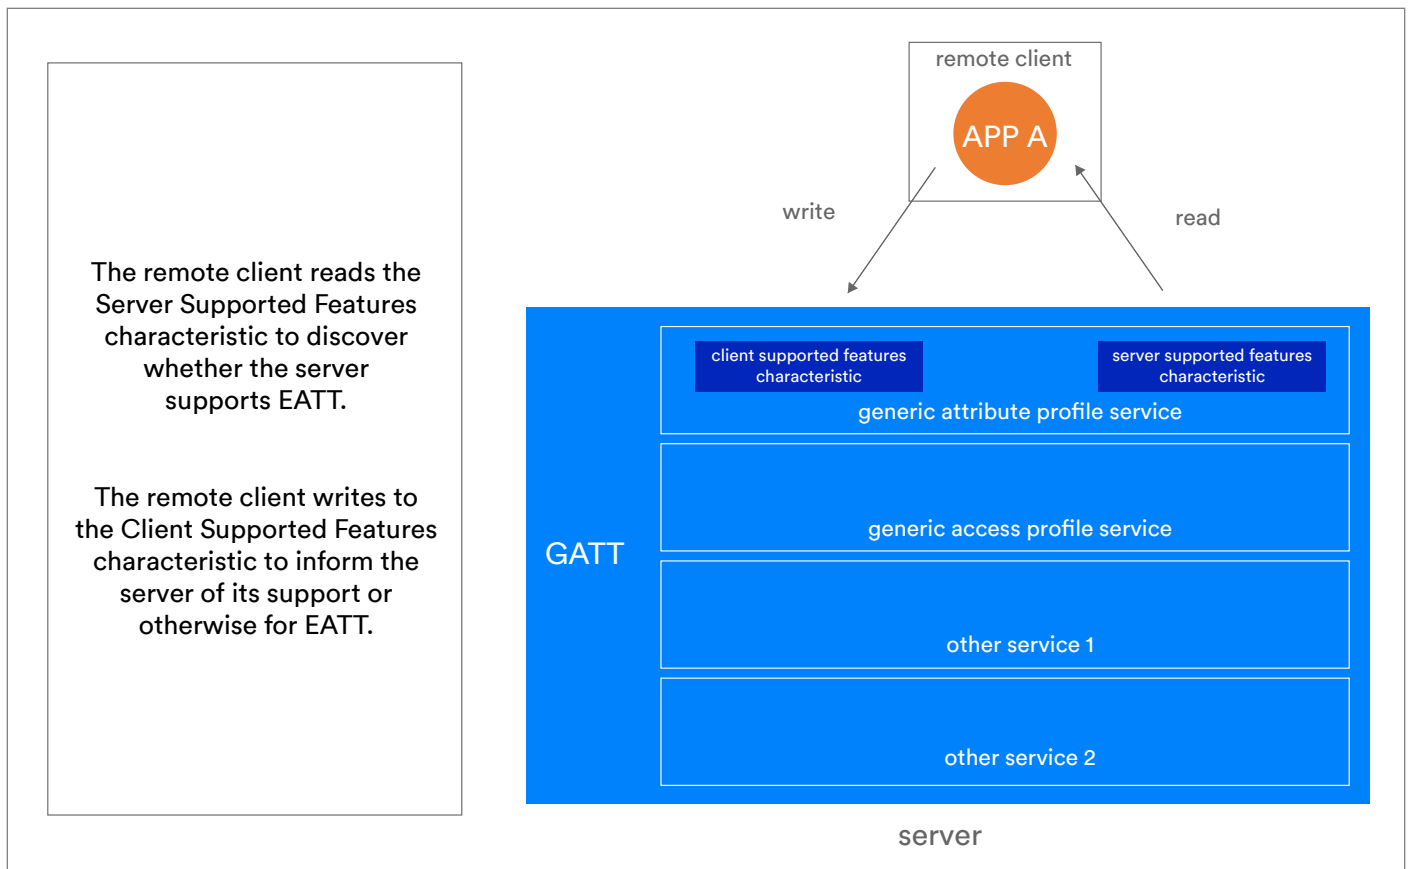 The remote client reads the
Server Supported Features
characteristic to discover
whether the server
supports EATT.
The remote client writes to
the Client Supported Features
characteristic to inform the
server of its support or
otherwise for EATT.
remote client
APP A
write
read
client supported features
characteristic
server supported features
characteristic
generic attribute profile service
generic access profile service
GATT
other service 1
other service 2
server